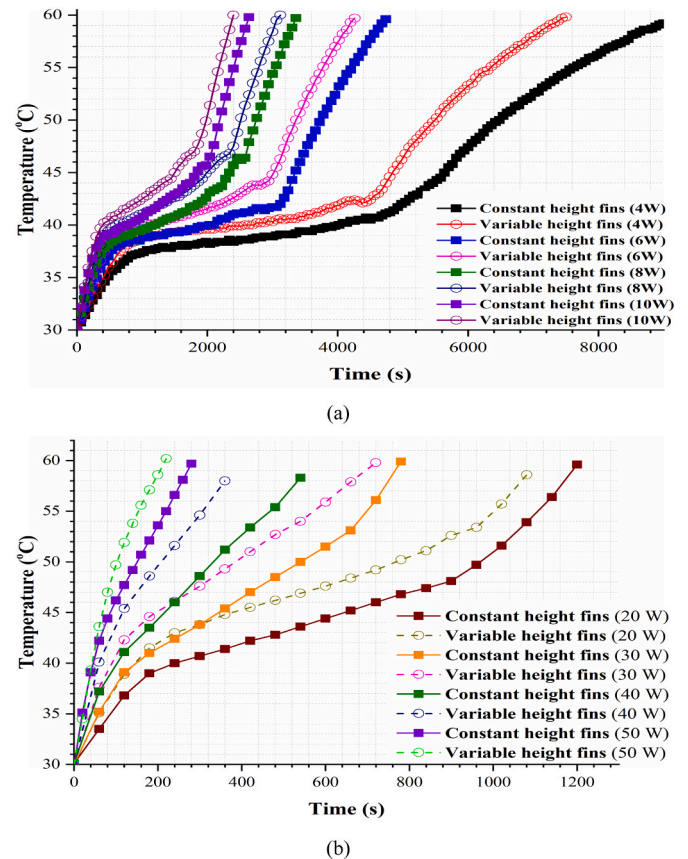 60
55
50
45
40
35
30
Temperature (⁰C)
Constant height fins (4W)
Variable height fins (4W)
Constant height fins (6W)
Variable height fins (6W)
Constant height fins (8W)
Variable height fins (8W)
Constant height fins (10W)
Variable height fins (10W)
0 2000 4000 6000 8000
Time (s)
(a)
60
55
50
45
40
35
30
Temperature (⁰C)
Constant height fins (20 W)
Variable height fins (20 W)
Constant height fins (30 W)
Variable height fins (30 W)
Constant height fins (40 W)
Variable height fins (40 W)
Constant height fins (50 W)
Variable height fins (50 W)
0 200 400 600 800 1000 1200
Time (s)
(b)